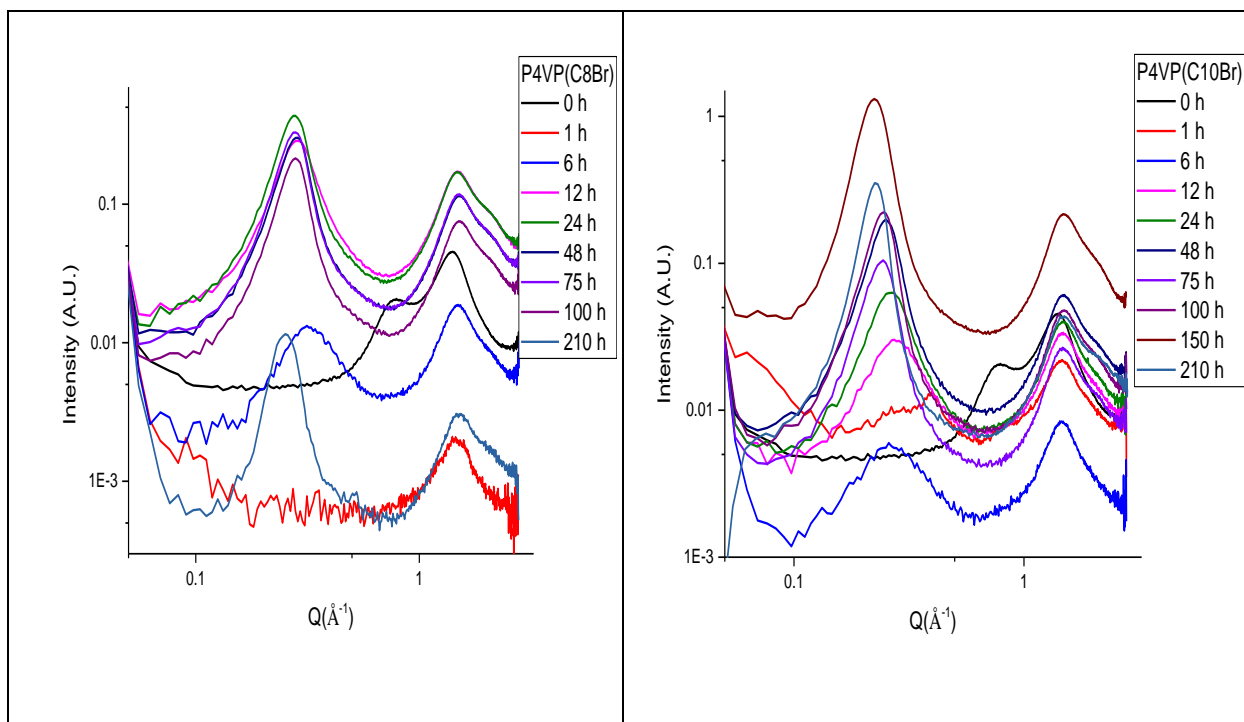 P4VP(C8Br)
0 h
1 h
6 h
12 h
24 h
48 h
75 h
100 h
210 h
0.1
0.01
1E-3
Intensity (A.U.)
0.1 1
Q(Å⁻¹)
P4VP(C10Br)
0 h
1 h
6 h
12 h
24 h
48 h
75 h
100 h
150 h
210 h
1
0.1
0.01
1E-3
Intensity (A.U.)
0.1 1
Q(Å⁻¹)